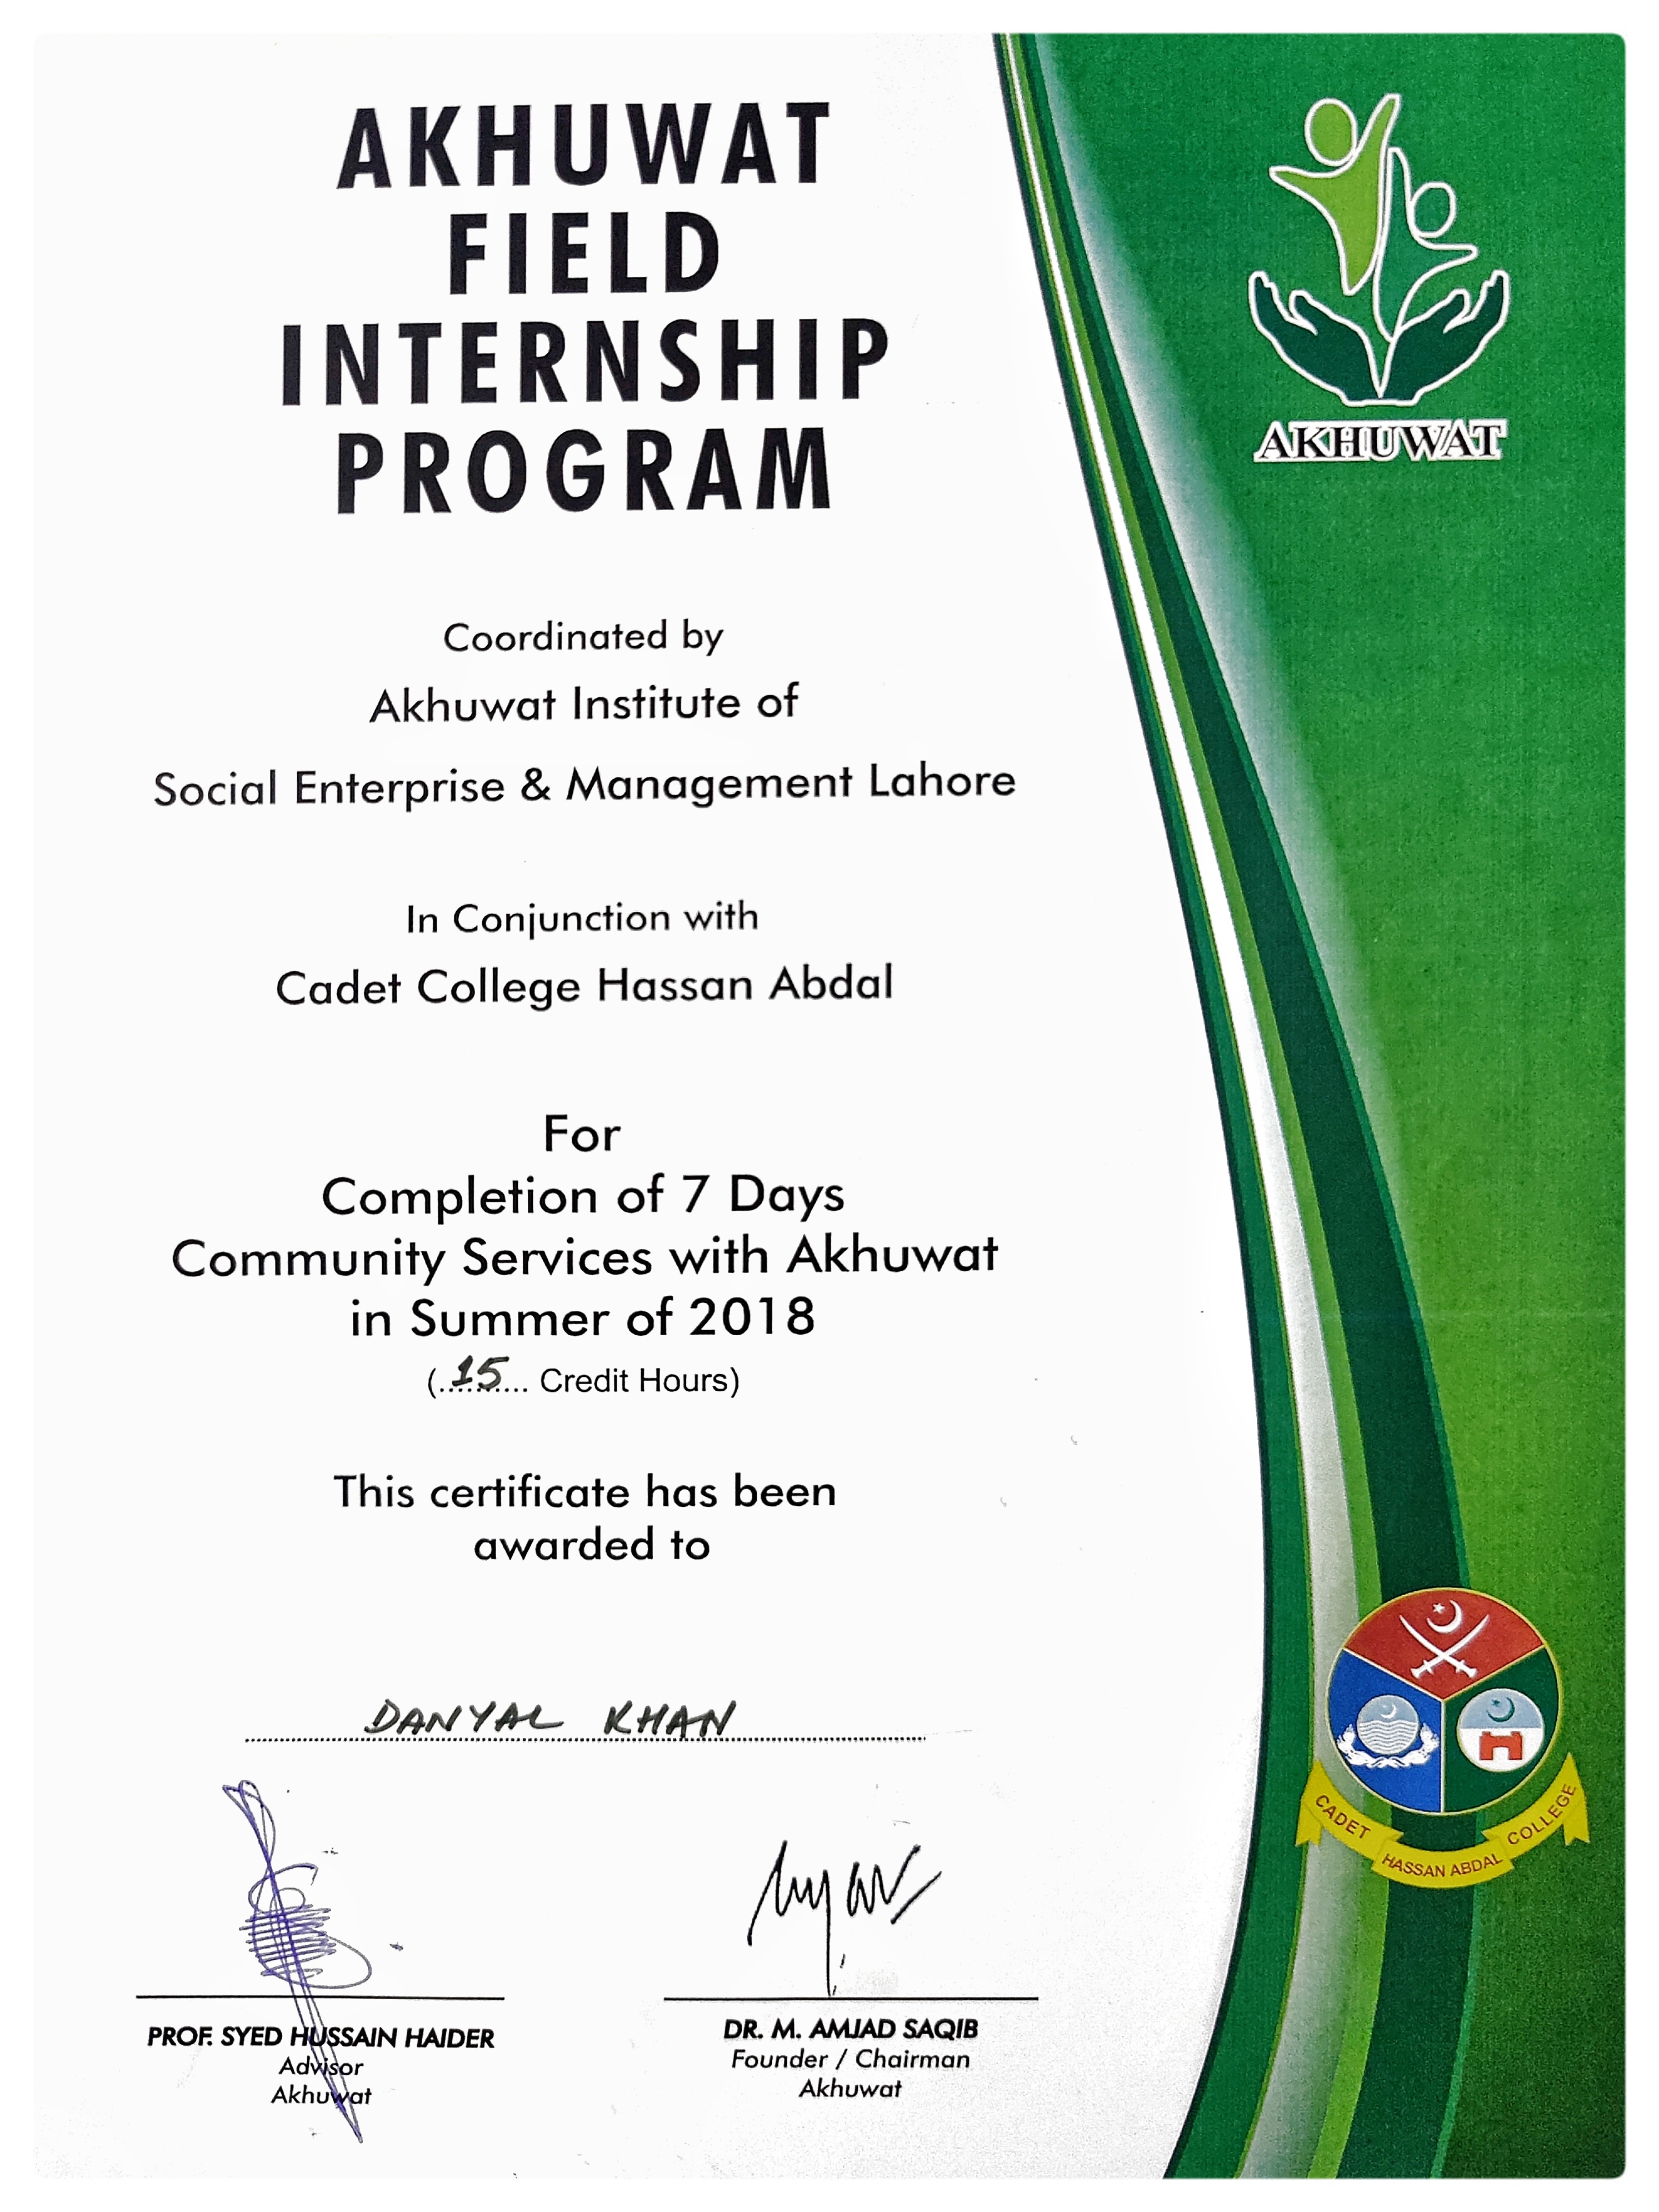 AKHUWAT
FIELD
INTERNSHIP
PROGRAM
AKHUWAT
Coordinated by
Akhuwat Institute of
Social Enterprise & Management Lahore
In Conjunction with
Cadet College Hassan Abdal
For
Completion of 7 Days
Community Services with Akhuwat
in Summer of 2018
(..15.... Credit Hours)
This certificate has been
awarded to
DANYAL KHAN
CADET
HASSAN ABDAL
COLLEGE
PROF. SYED HUSSAIN HAIDER
Advisor
Akhuwat
DR. M. AMJAD SAQIB
Founder / Chairman
Akhuwat